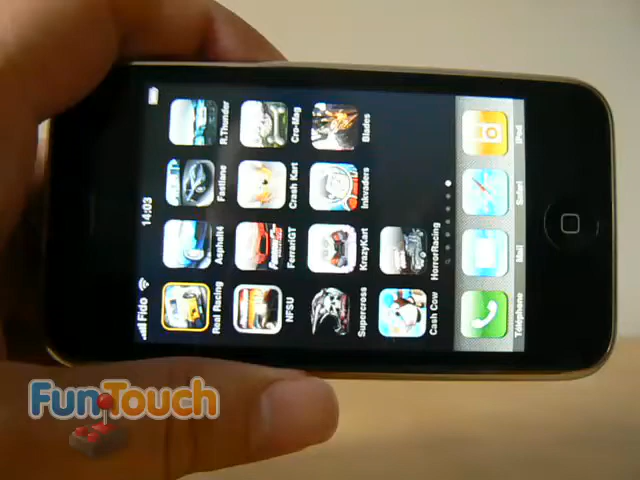 Fido 14:03
Real Racing Asphalt4 Fastlane R.Thunder
NFSU FerrariGT Crash Kart Cro-Mag
Supercross KrazyKart Inkvaders Blades
Cash Cow HorrorRacing
Téléphone Mail Safari iPod
FunTouch